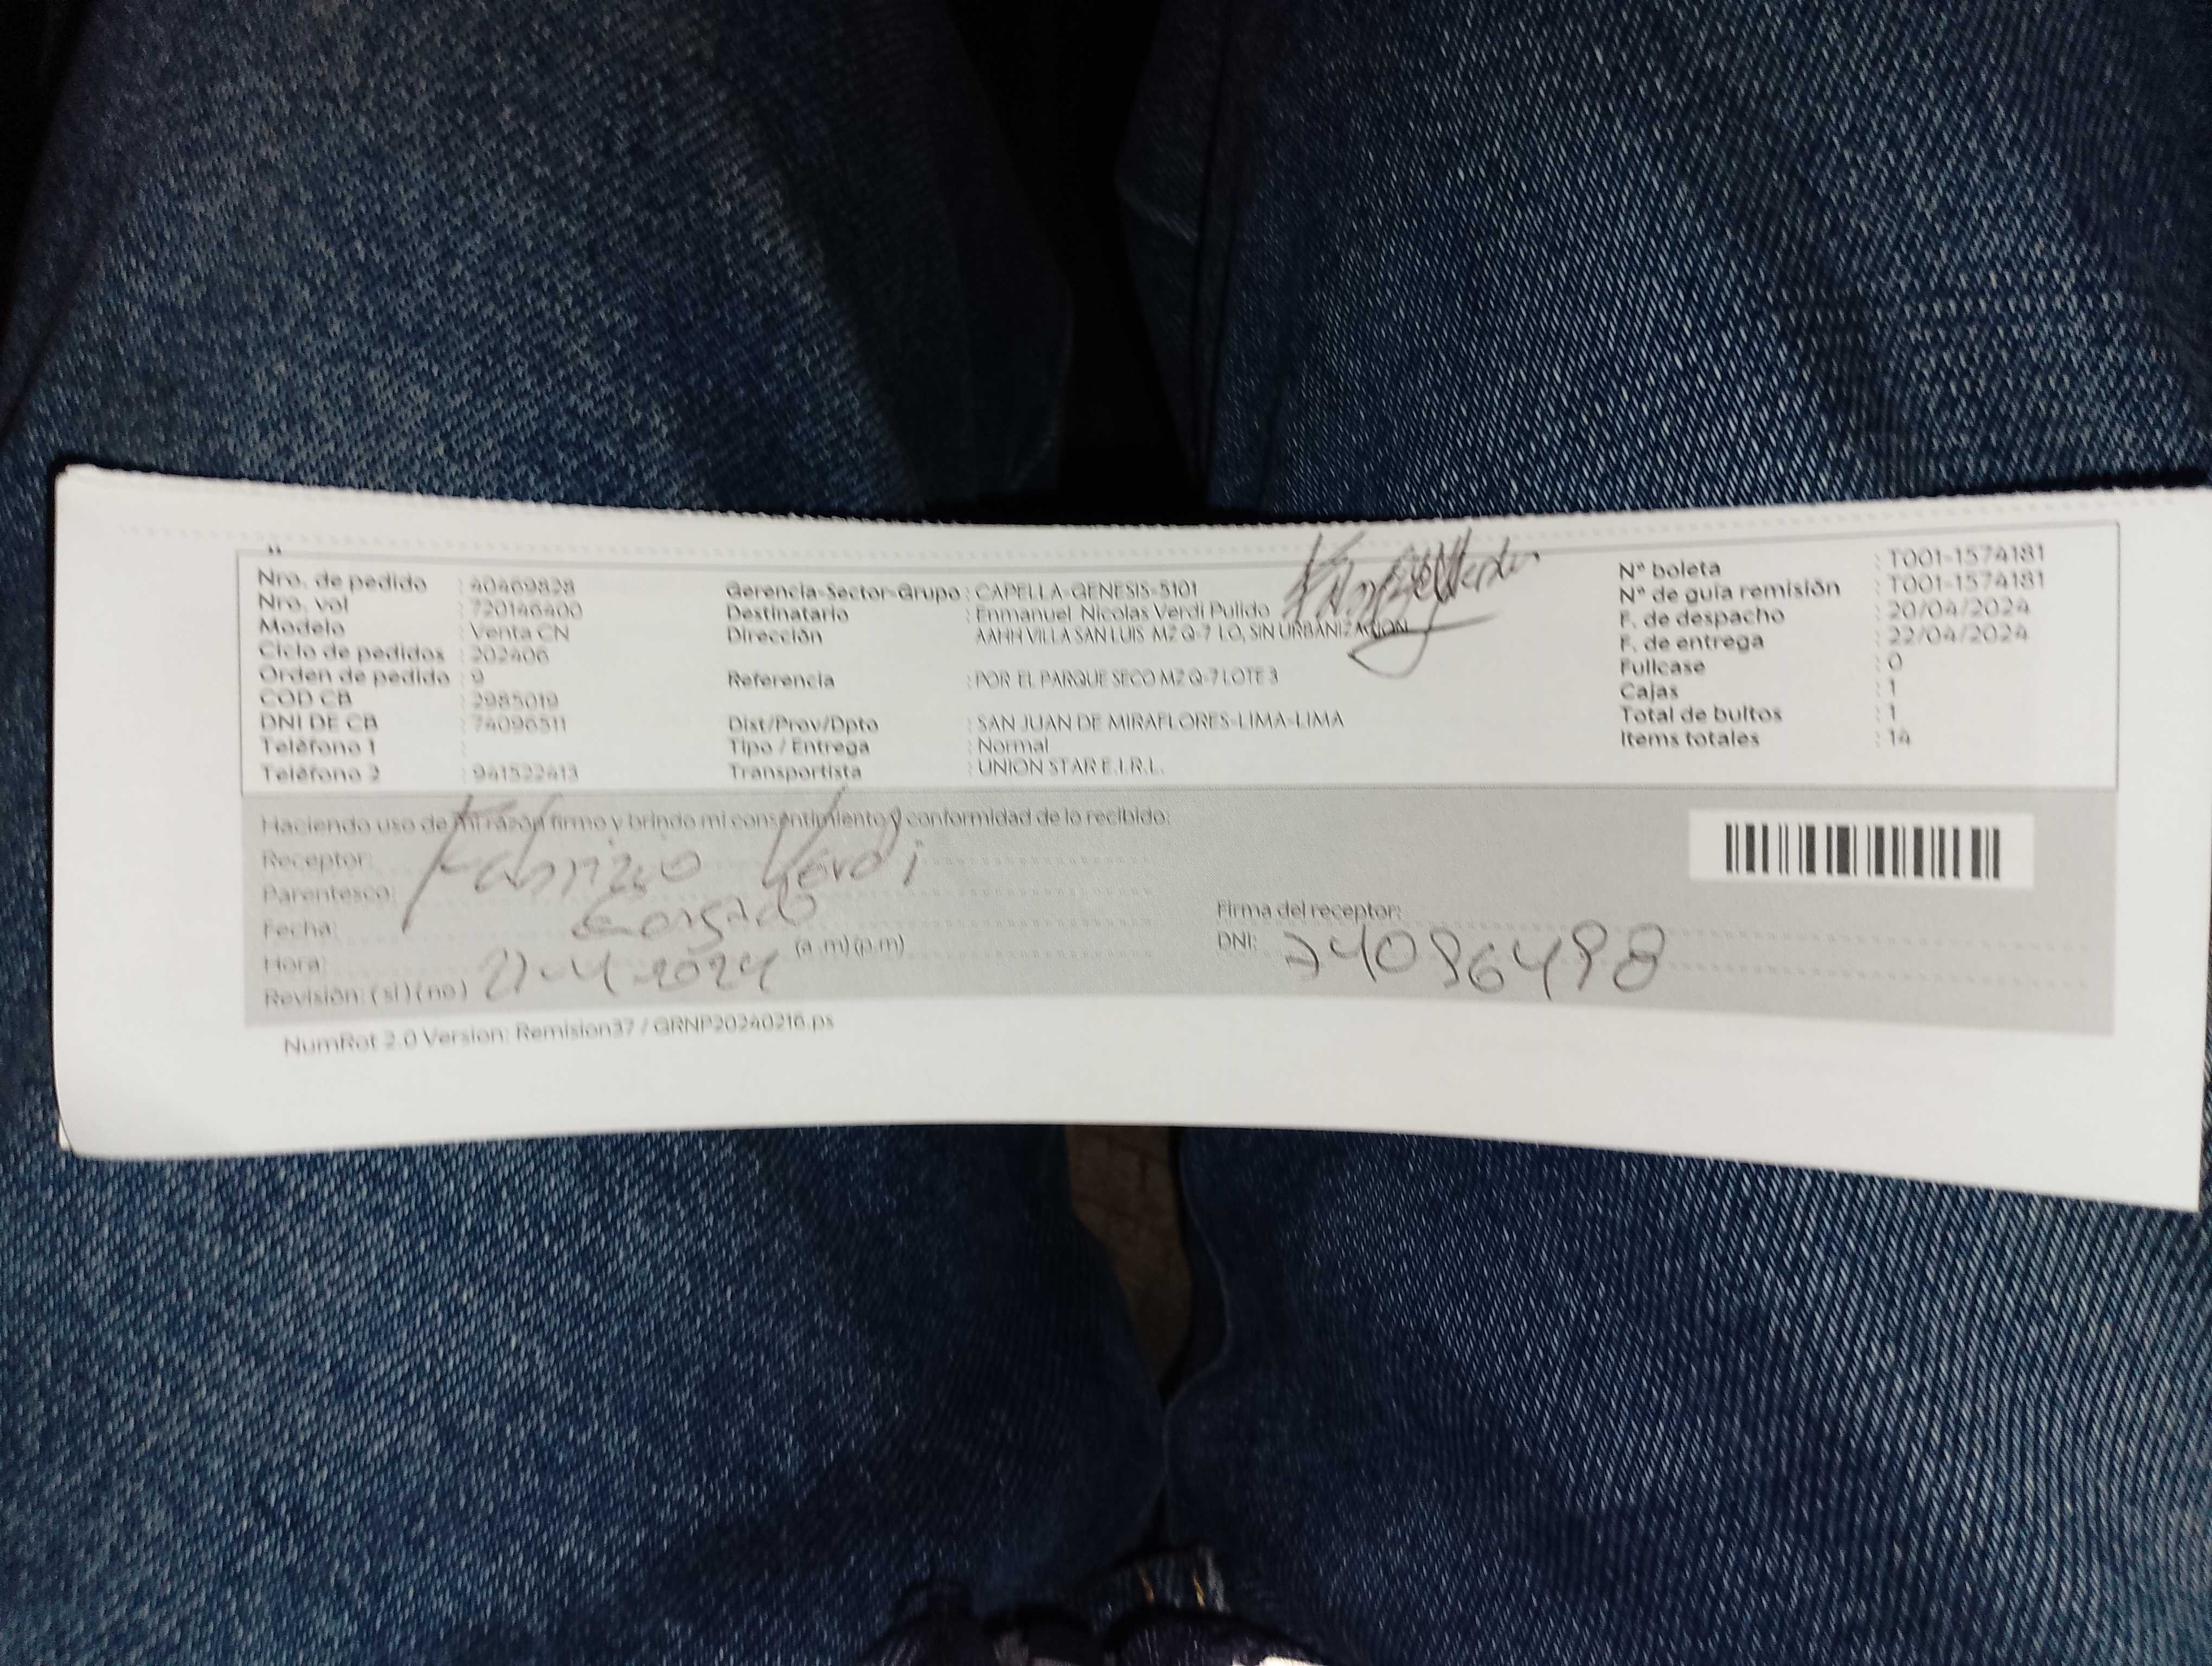 Nro. de pedido : 40469828
Nro. vol : 720146400
Modelo : Venta CN
Ciclo de pedidos : 202406
Orden de pedido : 9
COD CB : 2985019
DNI DE CB : 74096511
Teléfono 1 :
Teléfono 2 : 941522413
Gerencia-Sector-Grupo : CAPELLA-GENESIS-5101
Destinatario : Enmanuel Nicolas Verdi Pulido
Dirección AAHH VILLA SAN LUIS MZ Q-7 LO, SIN URBANIZACION
Referencia : POR EL PARQUE SECO MZ Q-7 LOTE 3
Dist/Prov/Dpto : SAN JUAN DE MIRAFLORES-LIMA-LIMA
Tipo / Entrega : Normal
Transportista : UNION STAR E.I.R.L.
N° boleta : T001-1574181
N° de guía remisión : T001-1574181
F. de despacho : 20/04/2024
F. de entrega : 22/04/2024
Fullcase : 0
Cajas : 1
Total de bultos : 1
Items totales : 14
Haciendo uso de mi razón firmo y brindo mi consentimiento y conformidad de lo recibido:
Receptor: Fabrizio Verdi
Parentesco:
Fecha:
Hora: (a.m)(p.m)
Revisión: (si)(no)
Firma del receptor:
DNI: 74096498
NumRot 2.0 Version: Remision37 / GRNP20240216.ps